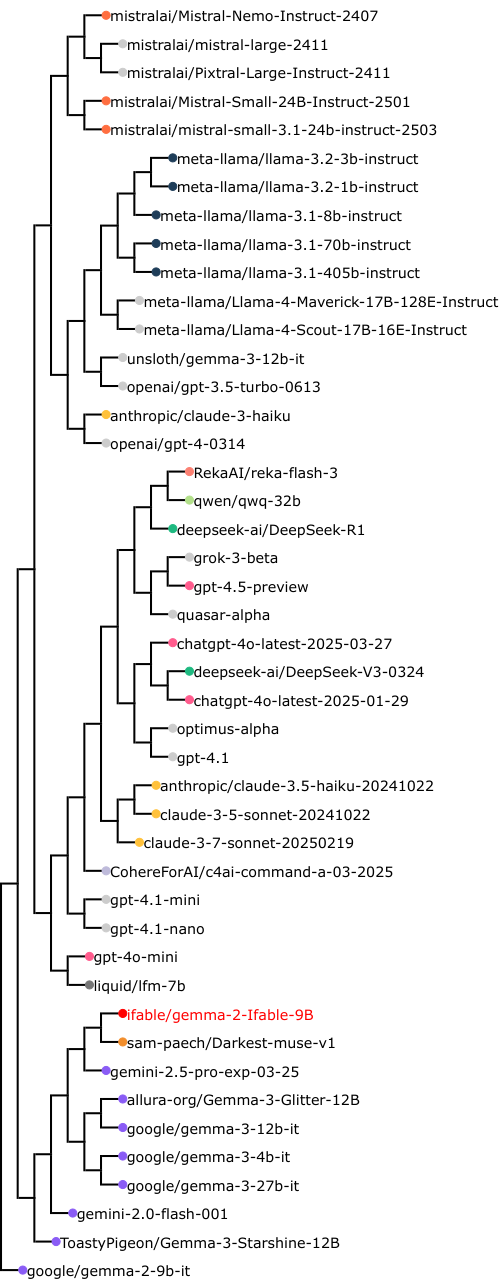 mistralai/Mistral-Nemo-Instruct-2407
mistralai/mistral-large-2411
mistralai/Pixtral-Large-Instruct-2411
mistralai/Mistral-Small-24B-Instruct-2501
mistralai/mistral-small-3.1-24b-instruct-2503
meta-llama/llama-3.2-3b-instruct
meta-llama/llama-3.2-1b-instruct
meta-llama/llama-3.1-8b-instruct
meta-llama/llama-3.1-70b-instruct
meta-llama/llama-3.1-405b-instruct
meta-llama/Llama-4-Maverick-17B-128E-Instruct
meta-llama/Llama-4-Scout-17B-16E-Instruct
unsloth/gemma-3-12b-it
openai/gpt-3.5-turbo-0613
anthropic/claude-3-haiku
openai/gpt-4-0314
RekaAI/reka-flash-3
qwen/qwq-32b
deepseek-ai/DeepSeek-R1
grok-3-beta
gpt-4.5-preview
quasar-alpha
chatgpt-4o-latest-2025-03-27
deepseek-ai/DeepSeek-V3-0324
chatgpt-4o-latest-2025-01-29
optimus-alpha
gpt-4.1
anthropic/claude-3.5-haiku-20241022
claude-3-5-sonnet-20241022
claude-3-7-sonnet-20250219
CohereForAI/c4ai-command-a-03-2025
gpt-4.1-mini
gpt-4.1-nano
gpt-4o-mini
liquid/lfm-7b
ifable/gemma-2-Ifable-9B
sam-paech/Darkest-muse-v1
gemini-2.5-pro-exp-03-25
allura-org/Gemma-3-Glitter-12B
google/gemma-3-12b-it
google/gemma-3-4b-it
google/gemma-3-27b-it
gemini-2.0-flash-001
ToastyPigeon/Gemma-3-Starshine-12B
google/gemma-2-9b-it